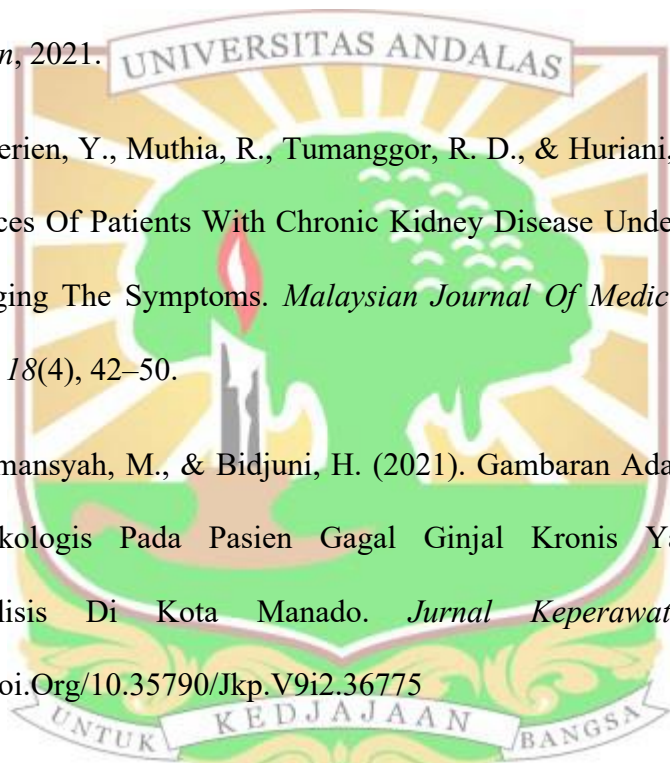 n, 2021.
UNIVERSITAS ANDALAS
erien, Y., Muthia, R., Tumanggor, R. D., & Huriani,
ces Of Patients With Chronic Kidney Disease Unde
ging The Symptoms. Malaysian Journal Of Medic
18(4), 42–50.
mansyah, M., & Bidjuni, H. (2021). Gambaran Ada
kologis Pada Pasien Gagal Ginjal Kronis Ya
lisis Di Kota Manado. Jurnal Keperawat
oi.Org/10.35790/Jkp.V9i2.36775
UNTUK KEDJAJAAN BANGSA